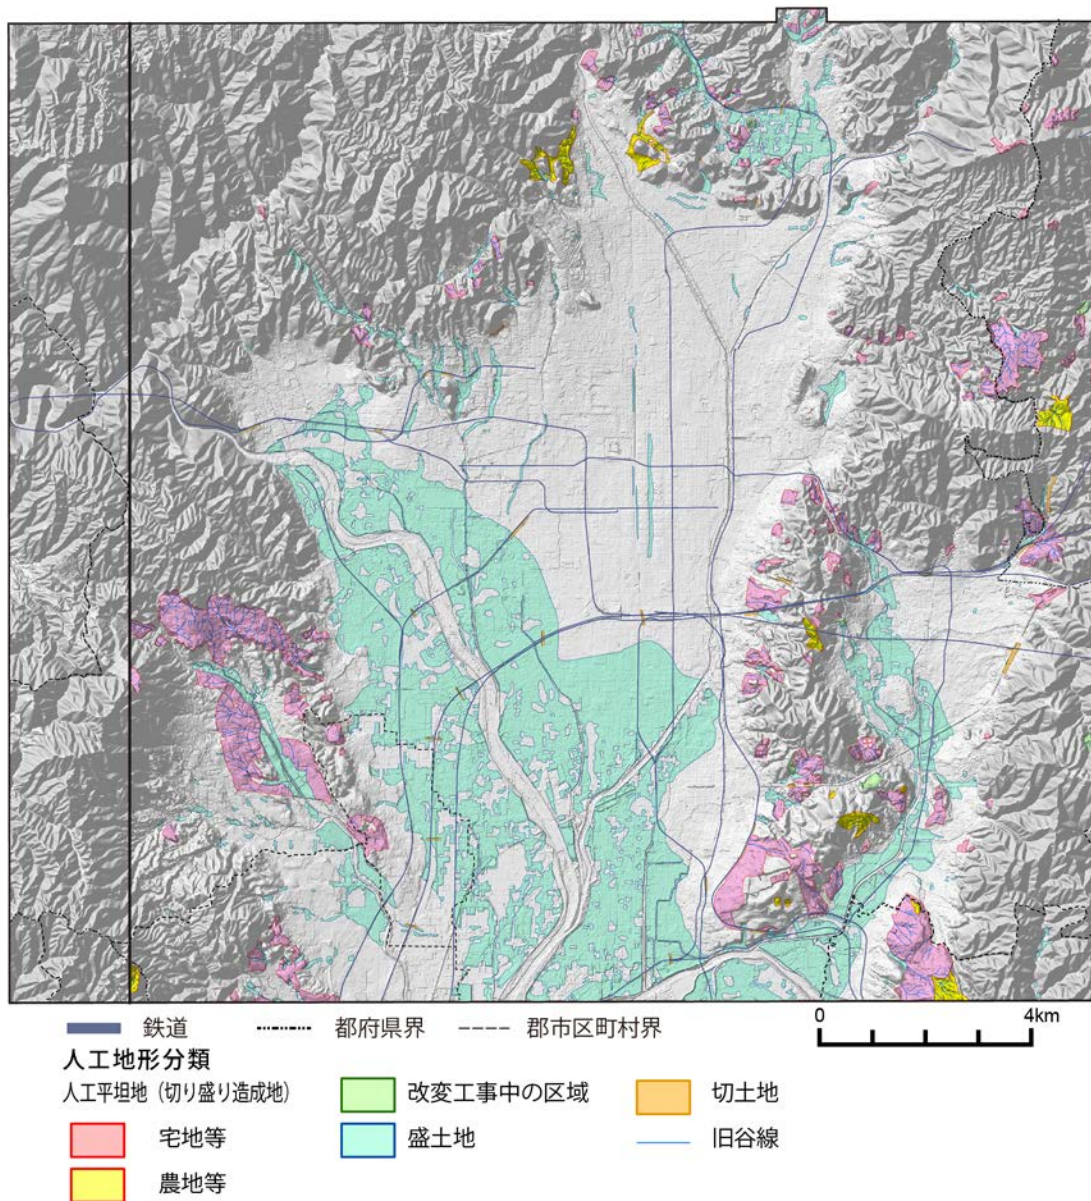 鉄道 都府県界 郡市区町村界 0 4km
人工地形分類
人工平坦地（切り盛り造成地） 改変工事中の区域 切土地
宅地等 盛土地 旧谷線
農地等